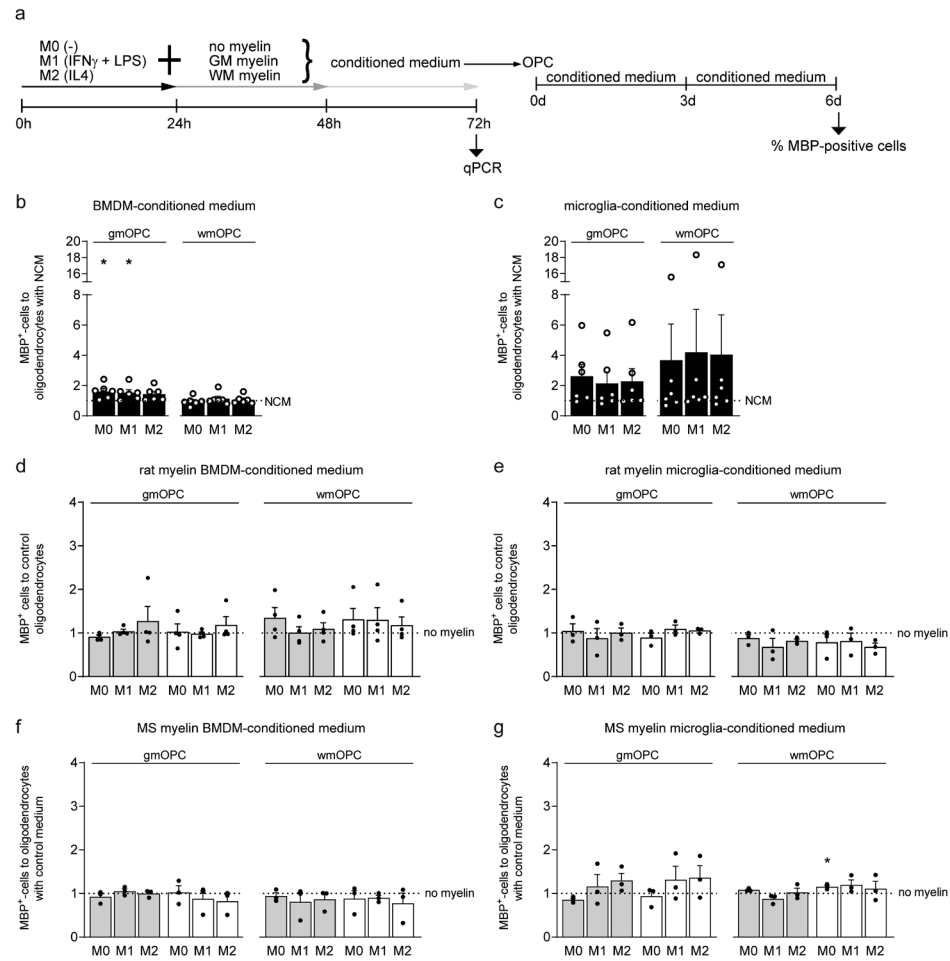 a
M0 (-)
M1 (IFNγ + LPS)
M2 (IL4)
+
no myelin
GM myelin
WM myelin
}
conditioned medium
OPC
conditioned medium
conditioned medium
0h
24h
48h
72h
0d
3d
6d
qPCR
% MBP-positive cells
b
BMDM-conditioned medium
gmOPC
wmOPC
MBP⁺-cells to
oligodendrocytes with NCM
20
18
16
8
6
4
2
0
* *
NCM
M0 M1 M2 M0 M1 M2
c
microglia-conditioned medium
gmOPC
wmOPC
MBP⁺-cells to
oligodendrocytes with NCM
20
18
16
8
6
4
2
0
NCM
M0 M1 M2 M0 M1 M2
d
rat myelin BMDM-conditioned medium
gmOPC
wmOPC
MBP⁺ cells to control
oligodendrocytes
4
3
2
1
0
no myelin
M0 M1 M2 M0 M1 M2 M0 M1 M2 M0 M1 M2
e
rat myelin microglia-conditioned medium
gmOPC
wmOPC
MBP⁺ cells to control
oligodendrocytes
4
3
2
1
0
no myelin
M0 M1 M2 M0 M1 M2 M0 M1 M2 M0 M1 M2
f
MS myelin BMDM-conditioned medium
gmOPC
wmOPC
MBP⁺-cells to oligodendrocytes
with control medium
4
3
2
1
0
no myelin
M0 M1 M2 M0 M1 M2 M0 M1 M2 M0 M1 M2
g
MS myelin microglia-conditioned medium
gmOPC
wmOPC
MBP⁺-cells to oligodendrocytes
with control medium
4
3
2
1
0
*
no myelin
M0 M1 M2 M0 M1 M2 M0 M1 M2 M0 M1 M2